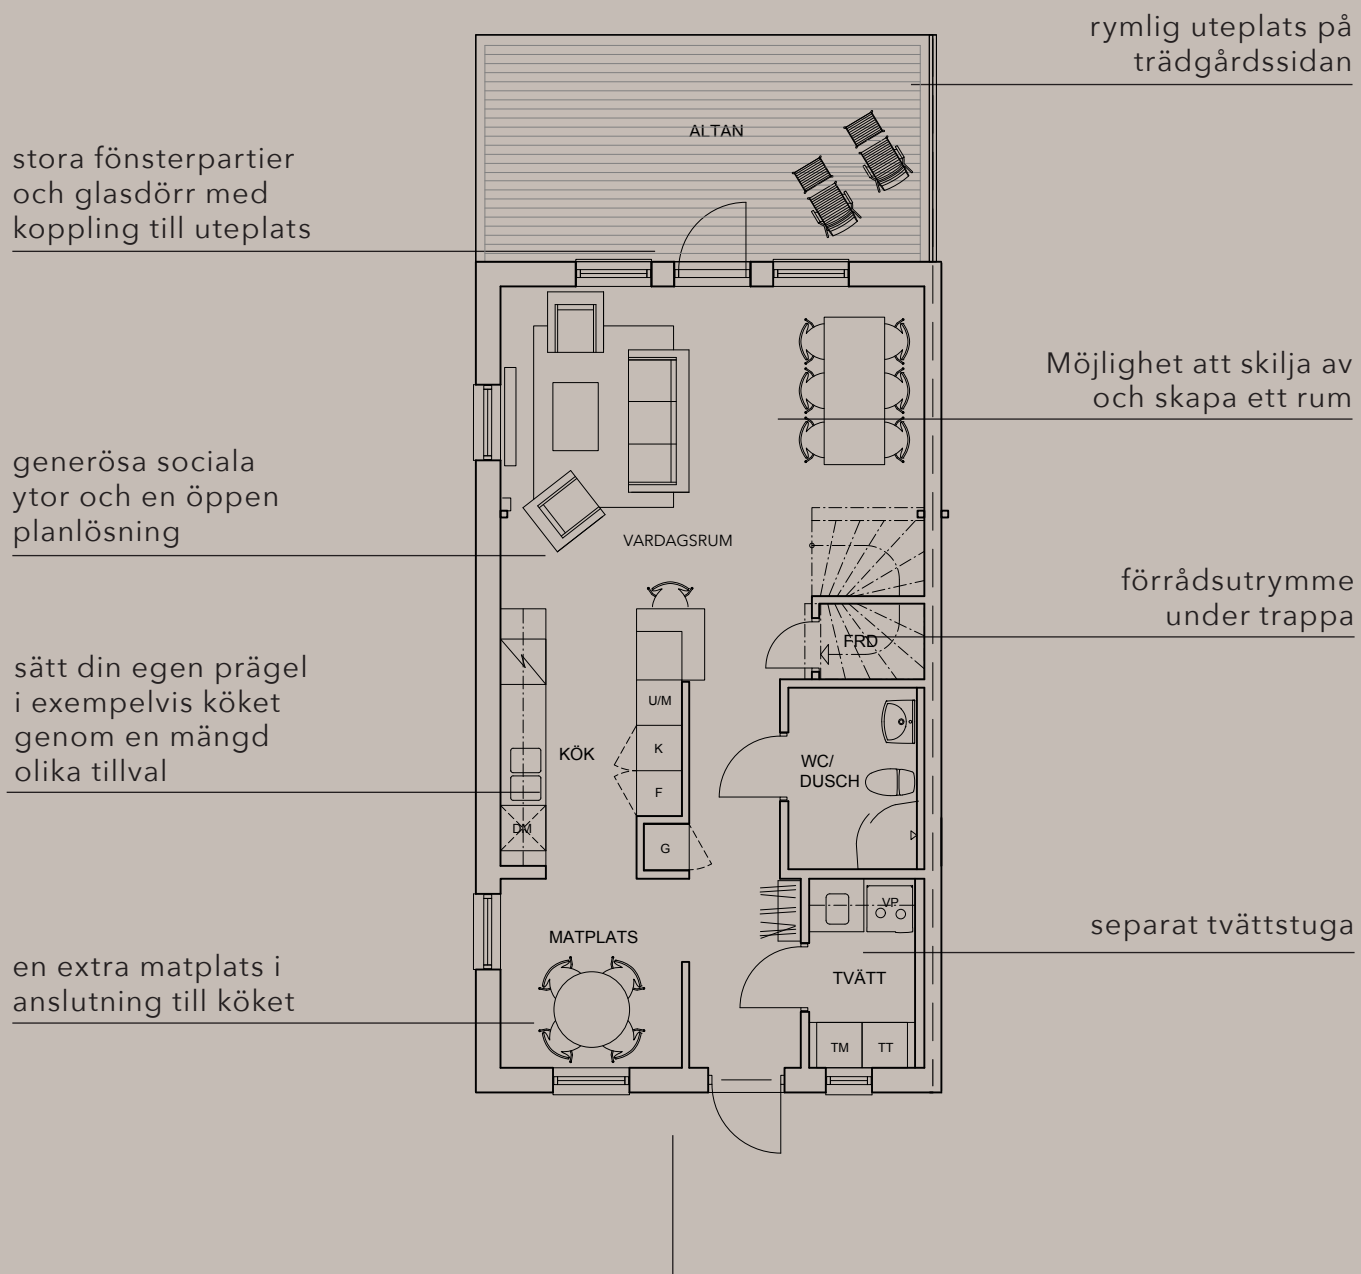 rymlig uteplats på
trädgårdssidan
ALTAN
stora fönsterpartier
och glasdörr med
koppling till uteplats
Möjlighet att skilja av
och skapa ett rum
generösa sociala
ytor och en öppen
planlösning
VARDAGSRUM
förrådsutrymme
under trappa
FRD
sätt din egen prägel
i exempelvis köket
genom en mängd
olika tillval
U/M
KÖK
K
F
WC/
DUSCH
DM
G
VP
separat tvättstuga
MATPLATS
TVÄTT
en extra matplats i
anslutning till köket
TM
TT